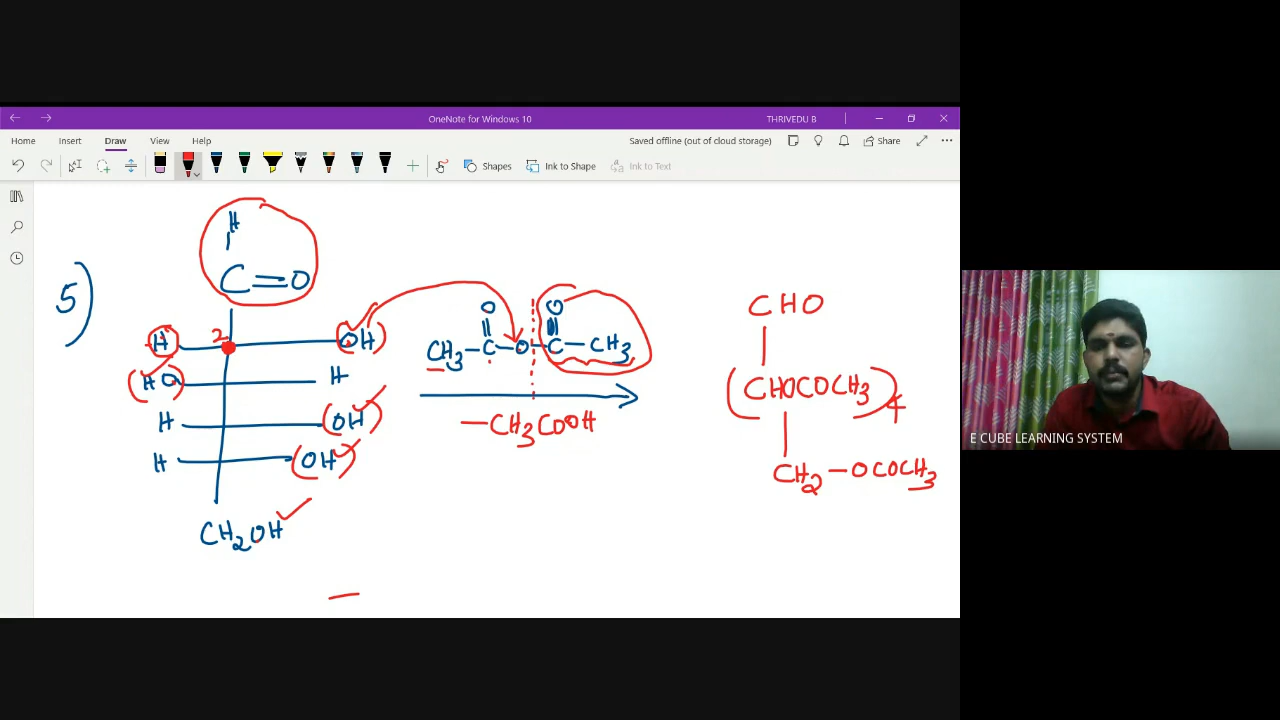 OneNote for Windows 10
THRIVEDU B
Home Insert Draw View Help
Saved offline (out of cloud storage)
Share
Shapes
Ink to Shape
Ink to Text
5)
H
C=O
2
H OH
HO H
H OH
H OH
CH2OH
O O
CH3-C-O-C-CH3
-CH3COOH
CHO
(CHOCOCH3)4
CH2-OCOCH3
E CUBE LEARNING SYSTEM